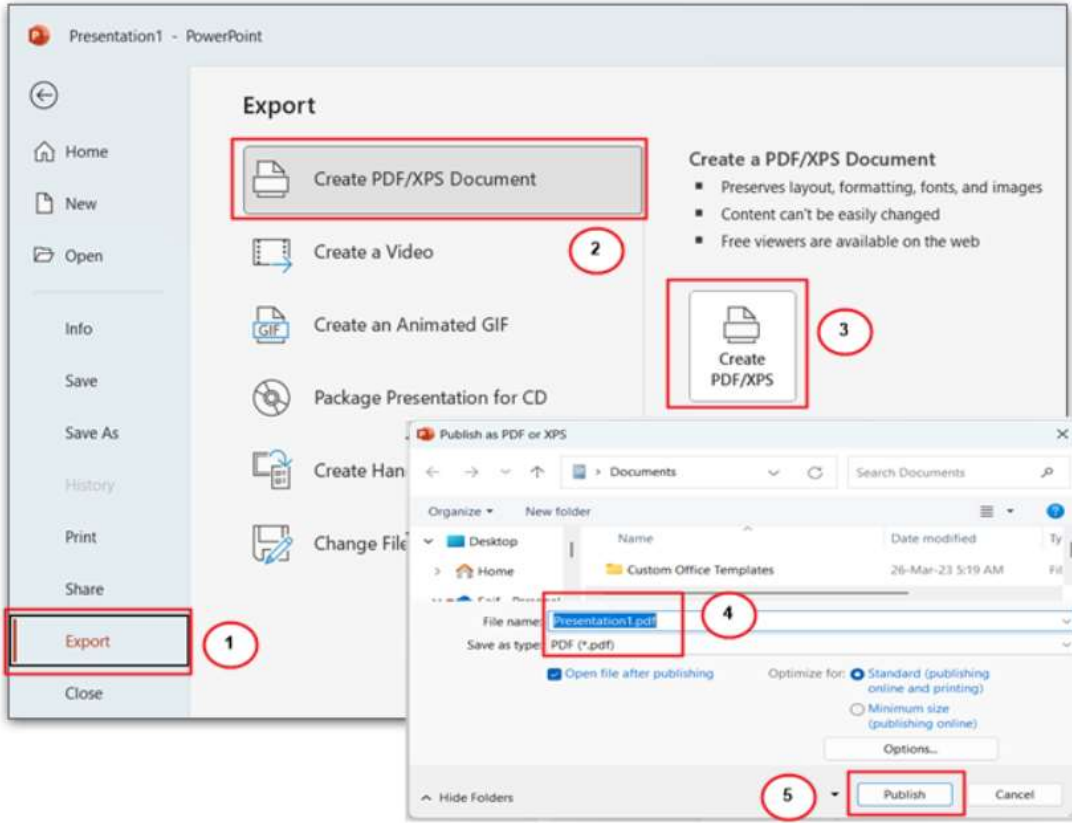 Presentation1 - PowerPoint
Export
Home
New
Open
Info
Save
Save As
History
Print
Share
Export
Close
1
Create PDF/XPS Document
2
Create a Video
Create an Animated GIF
Package Presentation for CD
Create Han
Change File
Create a PDF/XPS Document
Preserves layout, formatting, fonts, and images
Content can't be easily changed
Free viewers are available on the web
GIF
Create
PDF/XPS
3
Publish as PDF or XPS
Documents
Search Documents
Organize
New folder
Desktop
Home
Name
Date modified
Ty
Custom Office Templates
26-Mar-23 5:19 AM
Fil
File name: Presentation1.pdf
Save as type: PDF (*.pdf)
4
Open file after publishing
Optimize for:
Standard (publishing
online and printing)
Minimum size
(publishing online)
Options...
Hide Folders
5
Publish
Cancel